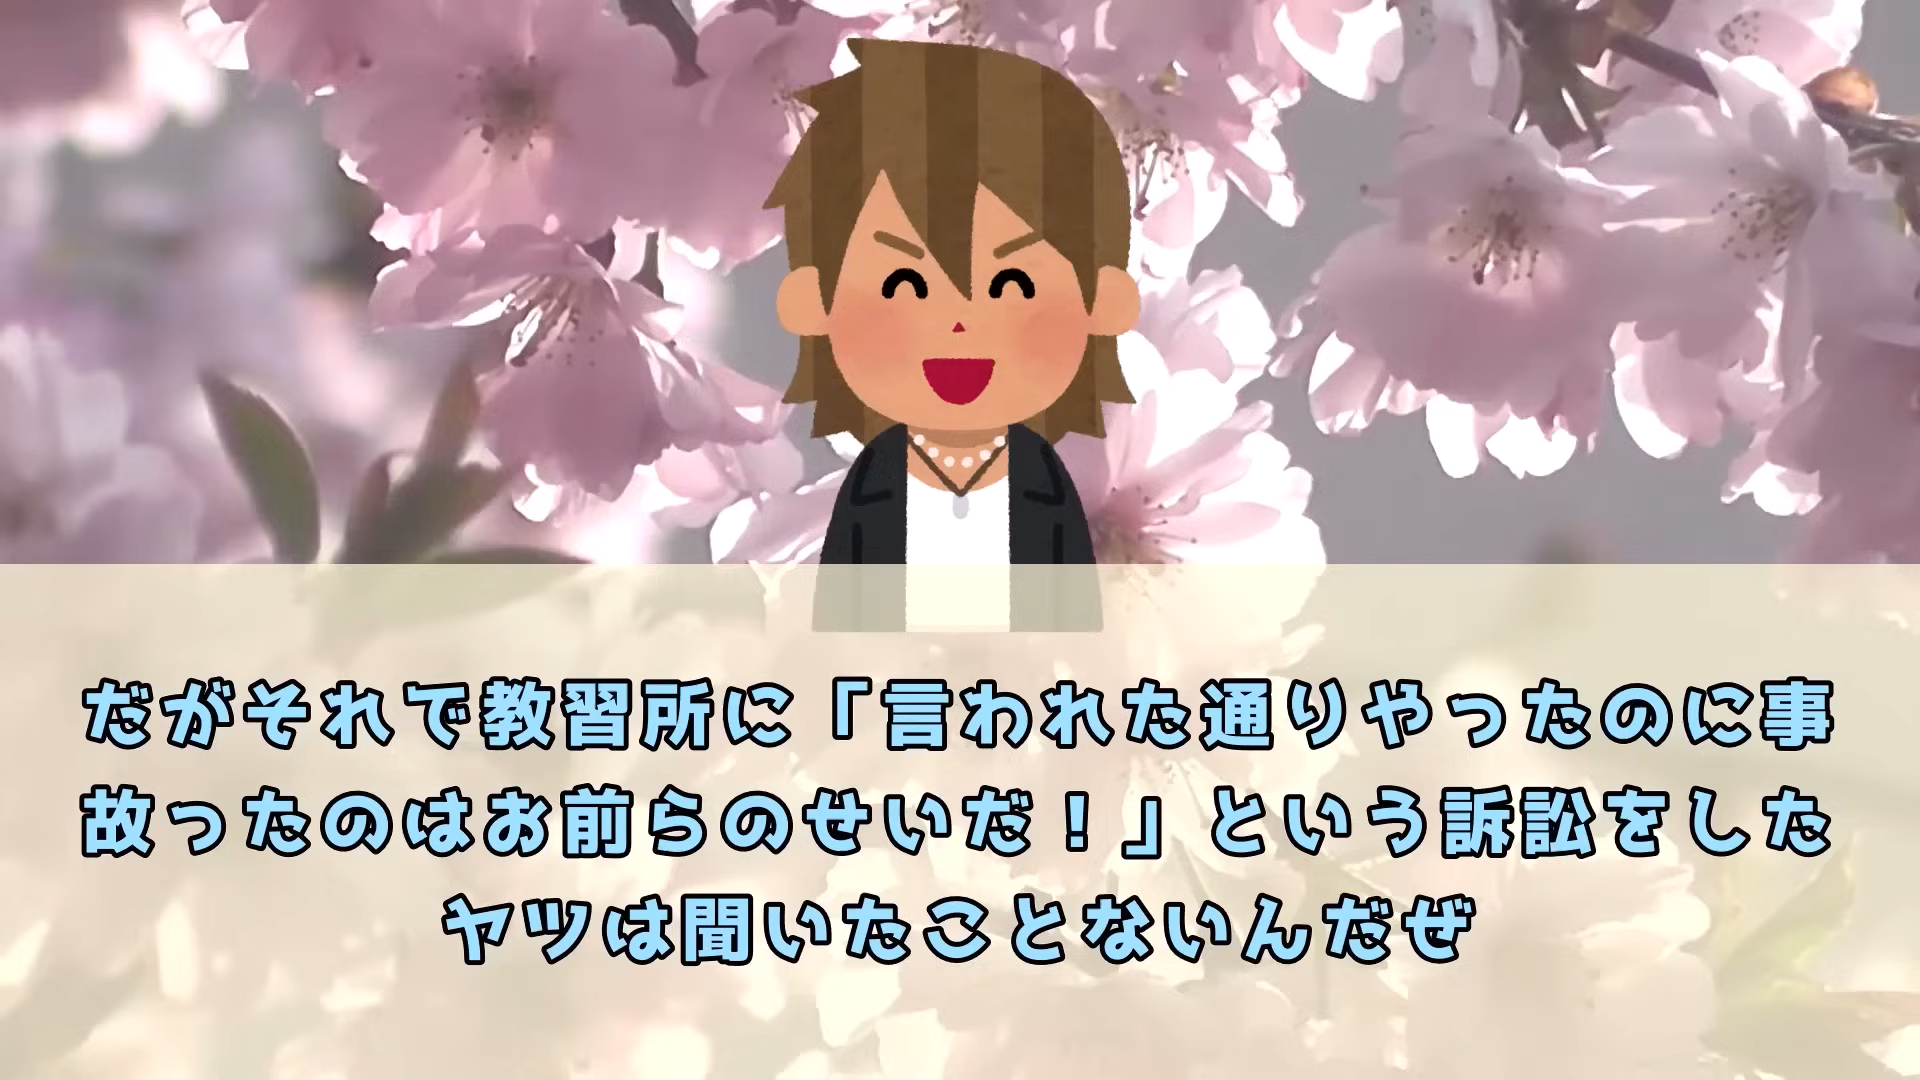 だがそれで教習所に「言われた通りやったのに事
故ったのはお前らのせいだ！」という訴訟をした
ヤツは聞いたことないんだぜ